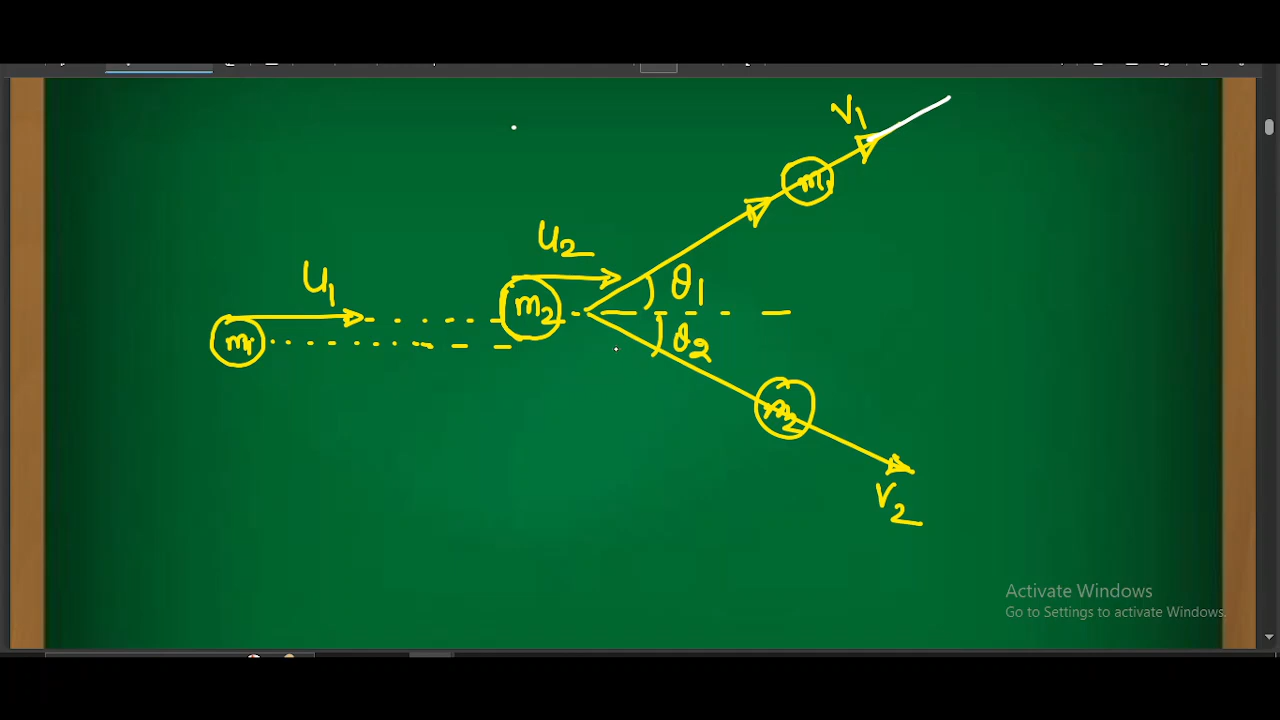 V₁
m₁
U₂
U₁
θ₁
m₂
m₁
θ₂
m₂
V₂
Activate Windows
Go to Settings to activate Windows.